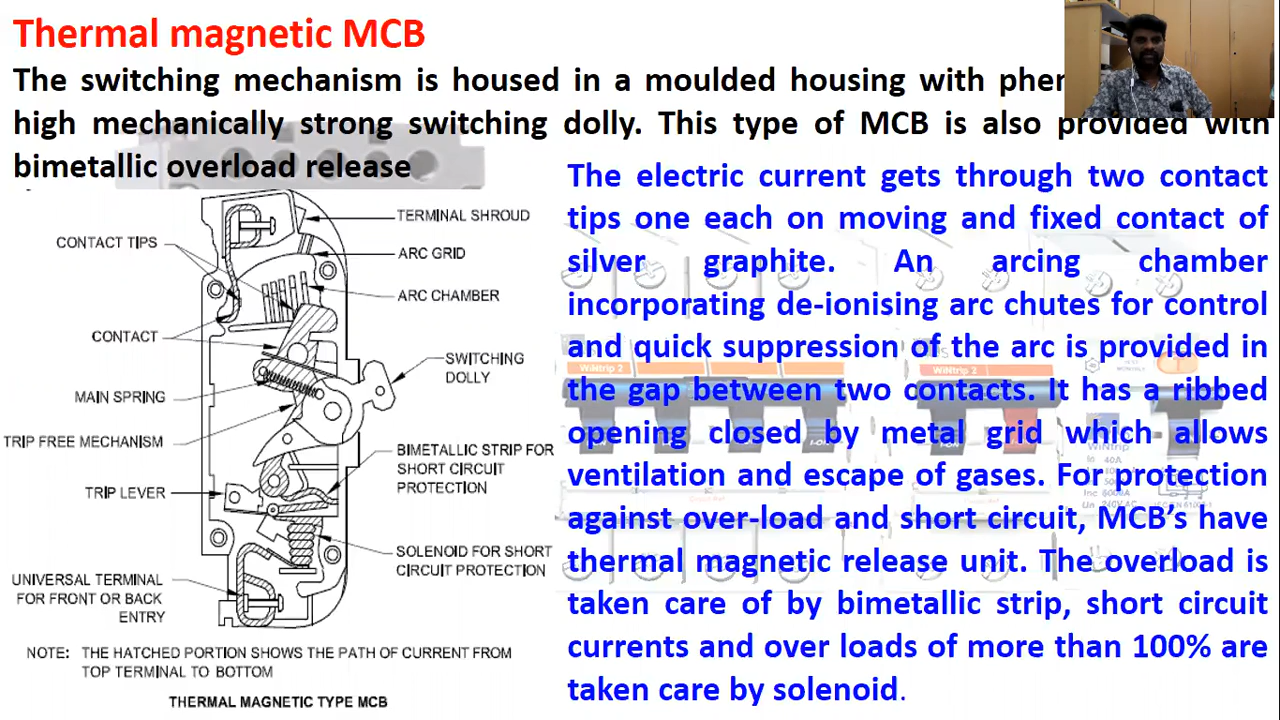 Thermal magnetic MCB
The switching mechanism is housed in a moulded housing with
high mechanically strong switching dolly. This type of MCB is also provided with
bimetallic overload release
The electric current gets through two contact
tips one each on moving and fixed contact of
silver graphite. An arcing chamber
incorporating de-ionising arc chutes for control
and quick suppression of the arc is provided in
the gap between two contacts. It has a ribbed
opening closed by metal grid which allows
ventilation and escape of gases. For protection
against over-load and short circuit, MCB's have
thermal magnetic release unit. The overload is
taken care of by bimetallic strip, short circuit
currents and over loads of more than 100% are
taken care by solenoid.
TERMINAL SHROUD
CONTACT TIPS
ARC GRID
ARC CHAMBER
CONTACT
SWITCHING
DOLLY
MAIN SPRING
TRIP FREE MECHANISM
BIMETALLIC STRIP FOR
SHORT CIRCUIT
PROTECTION
TRIP LEVER
SOLENOID FOR SHORT
CIRCUIT PROTECTION
UNIVERSAL TERMINAL
FOR FRONT OR BACK
ENTRY
NOTE: THE HATCHED PORTION SHOWS THE PATH OF CURRENT FROM
TOP TERMINAL TO BOTTOM
THERMAL MAGNETIC TYPE MCB
WiNtrip 2
WiNtrip 2